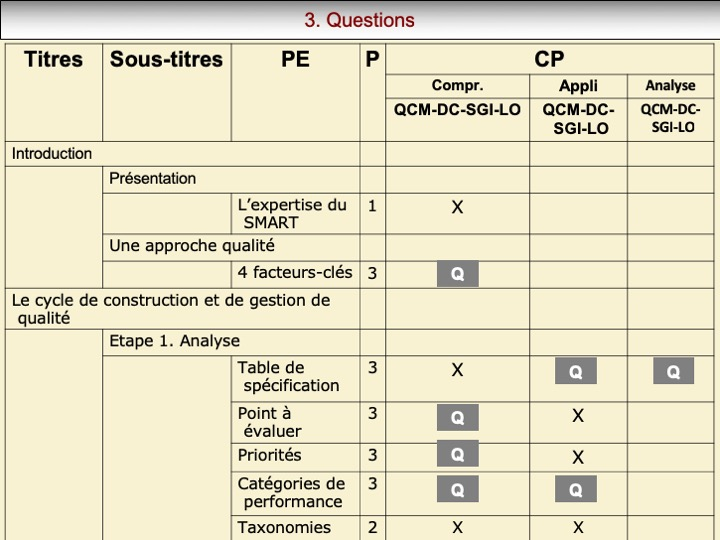 3. Questions
Titres Sous-titres PE P CP
Compr. Appli Analyse
QCM-DC-SGI-LO QCM-DC- QCM-DC-
SGI-LO SGI-LO
Introduction
Présentation
L’expertise du 1 X
SMART
Une approche qualité
4 facteurs-clés 3 Q
Le cycle de construction et de gestion de
qualité
Etape 1. Analyse
Table de 3 X Q Q
spécification
Point à 3 Q X
évaluer
Priorités 3 Q X
Catégories de 3 Q Q
performance
Taxonomies 2 X X